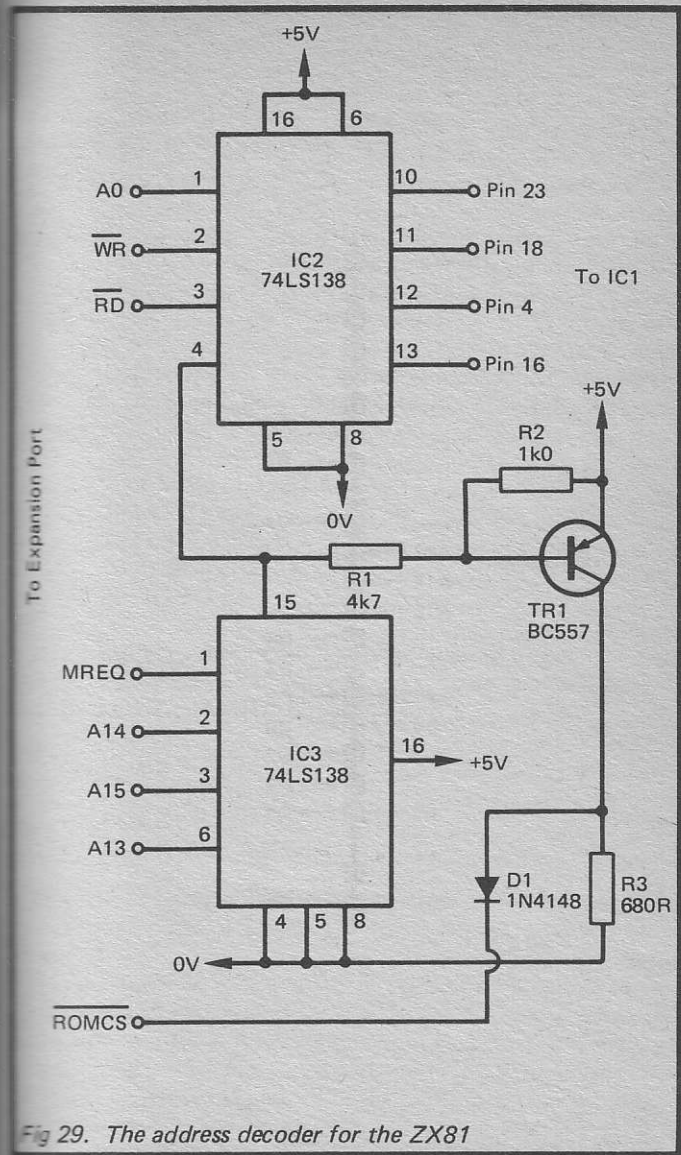 +5V
16 6
A0 1 10 Pin 23
WR 2 11 Pin 18
IC2
74LS138
To IC1
RD 3 12 Pin 4
4 13 Pin 16
+5V
5 8
R2
1k0
0V
To Expansion Port
R1
4k7
15
TR1
BC557
MREQ 1
A14 2
IC3
74LS138
16 +5V
A15 3
A13 6
D1
1N4148
R3
680R
4 5 8
0V
ROMCS
Fig 29. The address decoder for the ZX81